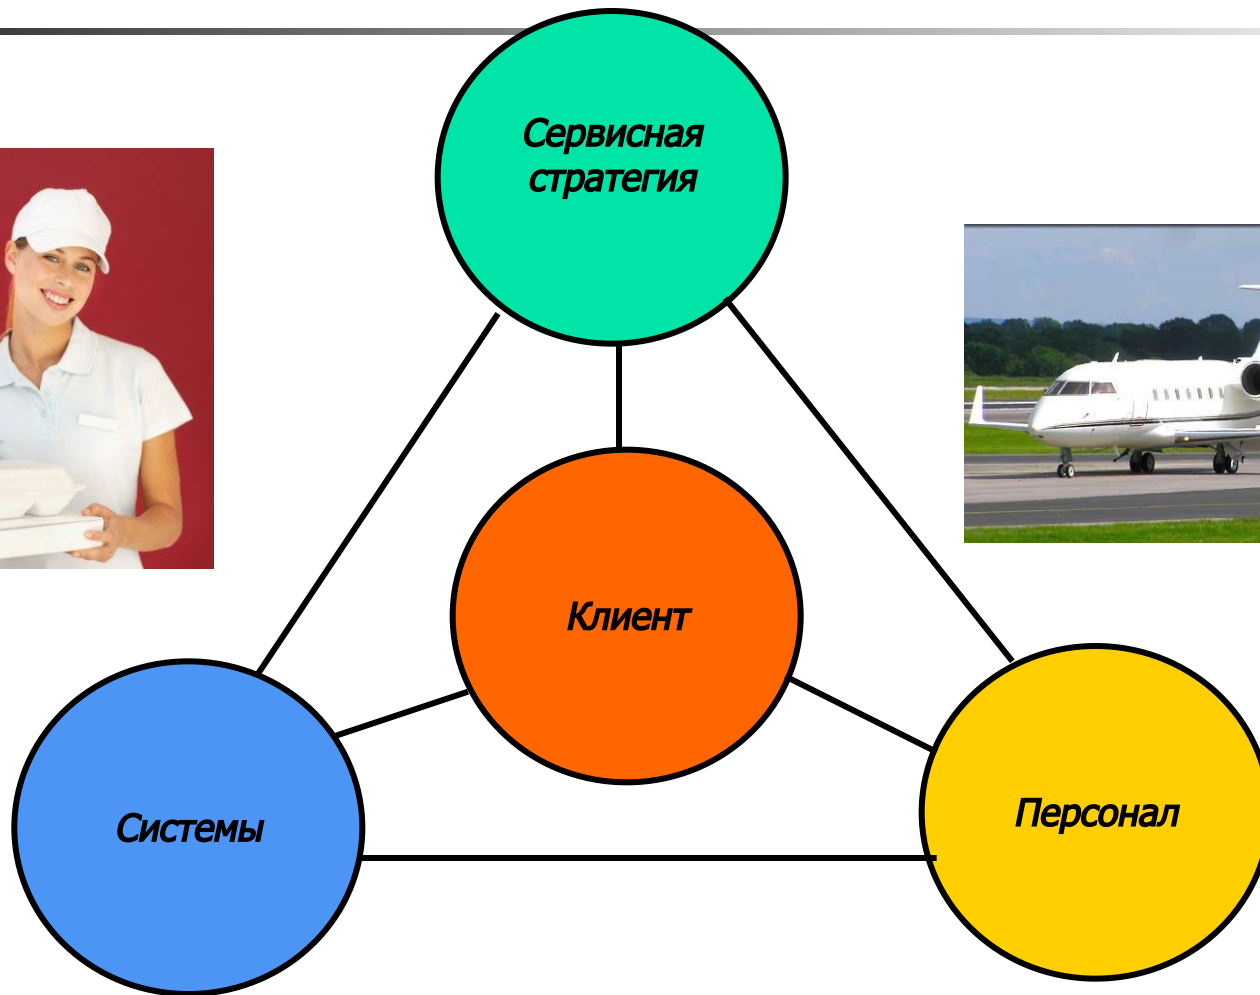 Сервисная
стратегия
Клиент
Системы
Персонал